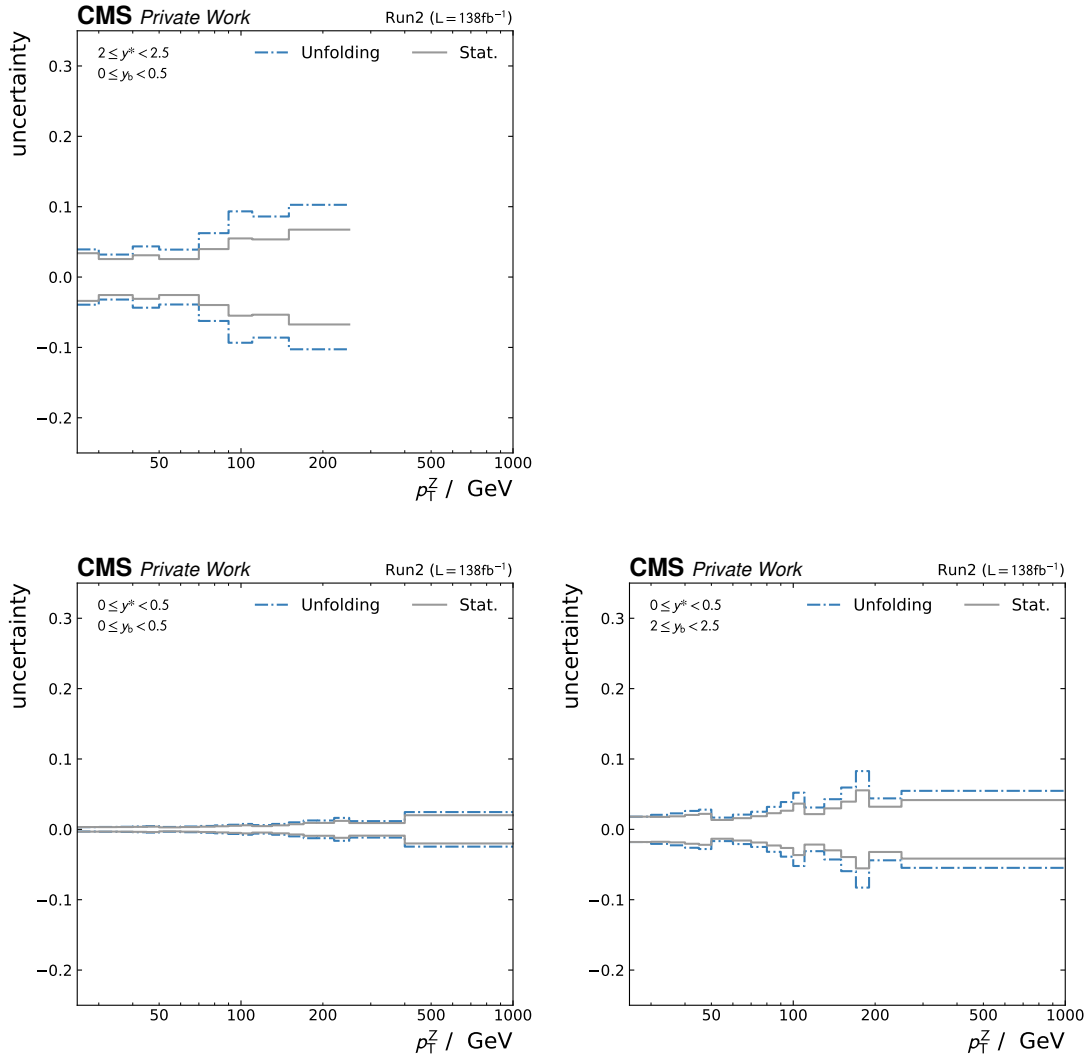 CMS Private Work Run2 (L = 138fb⁻¹)
2 ≤ y* < 2.5
0 ≤ y_b < 0.5
Unfolding Stat.
uncertainty
0.3
0.2
0.1
0.0
−0.1
−0.2
50 100 200 500 1000
p_T^Z / GeV
CMS Private Work Run2 (L = 138fb⁻¹)
0 ≤ y* < 0.5
0 ≤ y_b < 0.5
Unfolding Stat.
uncertainty
0.3
0.2
0.1
0.0
−0.1
−0.2
50 100 200 500 1000
p_T^Z / GeV
CMS Private Work Run2 (L = 138fb⁻¹)
0 ≤ y* < 0.5
2 ≤ y_b < 2.5
Unfolding Stat.
uncertainty
0.3
0.2
0.1
0.0
−0.1
−0.2
50 100 200 500 1000
p_T^Z / GeV